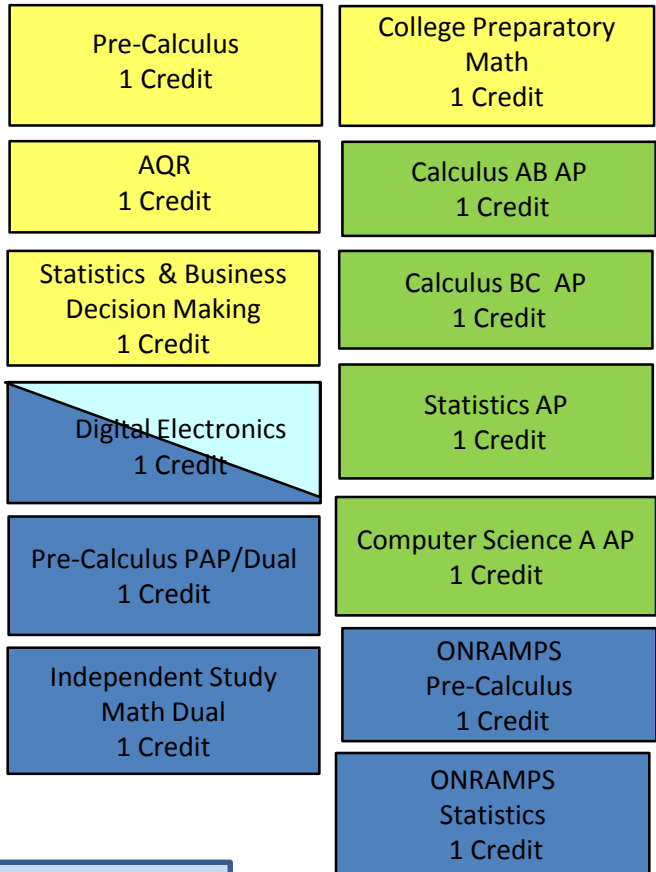 Pre-Calculus
1 Credit
College Preparatory
Math
1 Credit
AQR
1 Credit
Calculus AB AP
1 Credit
Statistics & Business
Decision Making
1 Credit
Calculus BC AP
1 Credit
Digital Electronics
1 Credit
Statistics AP
1 Credit
Pre-Calculus PAP/Dual
1 Credit
Computer Science A AP
1 Credit
Independent Study
Math Dual
1 Credit
ONRAMPS
Pre-Calculus
1 Credit
ONRAMPS
Statistics
1 Credit